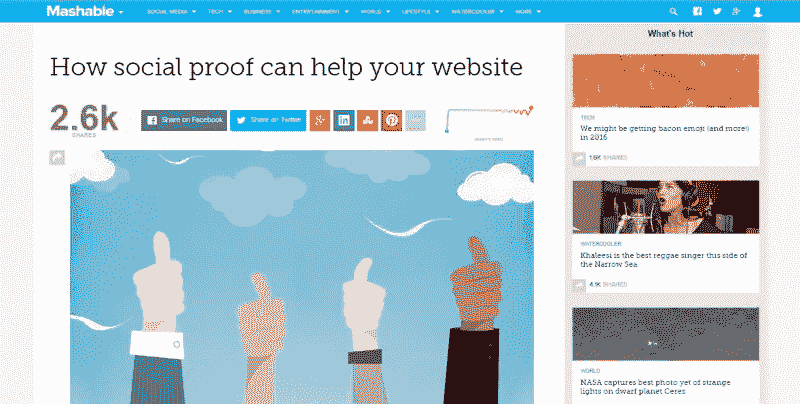 Mashable
SOCIAL MEDIA TECH BUSINESS ENTERTAINMENT WORLD LIFESTYLE WATERCOOLER MORE
What's Hot
How social proof can help your website
2.6k
SHARES
Share on Facebook
Share on Twitter
TECH
We might be getting bacon emoji (and more!)
in 2016
1.6K SHARES
WATERCOOLER
Khaleesi is the best reggae singer this side of
the Narrow Sea
4.1K SHARES
WORLD
NASA captures best photo yet of strange
lights on dwarf planet Ceres